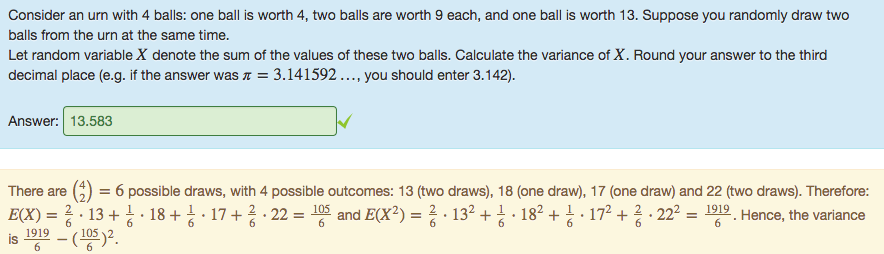 Consider an urn with 4 balls: one ball is worth 4, two balls are worth 9 each, and one ball is worth 13. Suppose you randomly draw two
balls from the urn at the same time.
Let random variable X denote the sum of the values of these two balls. Calculate the variance of X. Round your answer to the third
decimal place (e.g. if the answer was π = 3.141592 …, you should enter 3.142).
Answer: 13.583
There are (4 2) = 6 possible draws, with 4 possible outcomes: 13 (two draws), 18 (one draw), 17 (one draw) and 22 (two draws). Therefore:
E(X) = 2/6 · 13 + 1/6 · 18 + 1/6 · 17 + 2/6 · 22 = 105/6 and E(X²) = 2/6 · 13² + 1/6 · 18² + 1/6 · 17² + 2/6 · 22² = 1919/6. Hence, the variance
is 1919/6 − (105/6)².